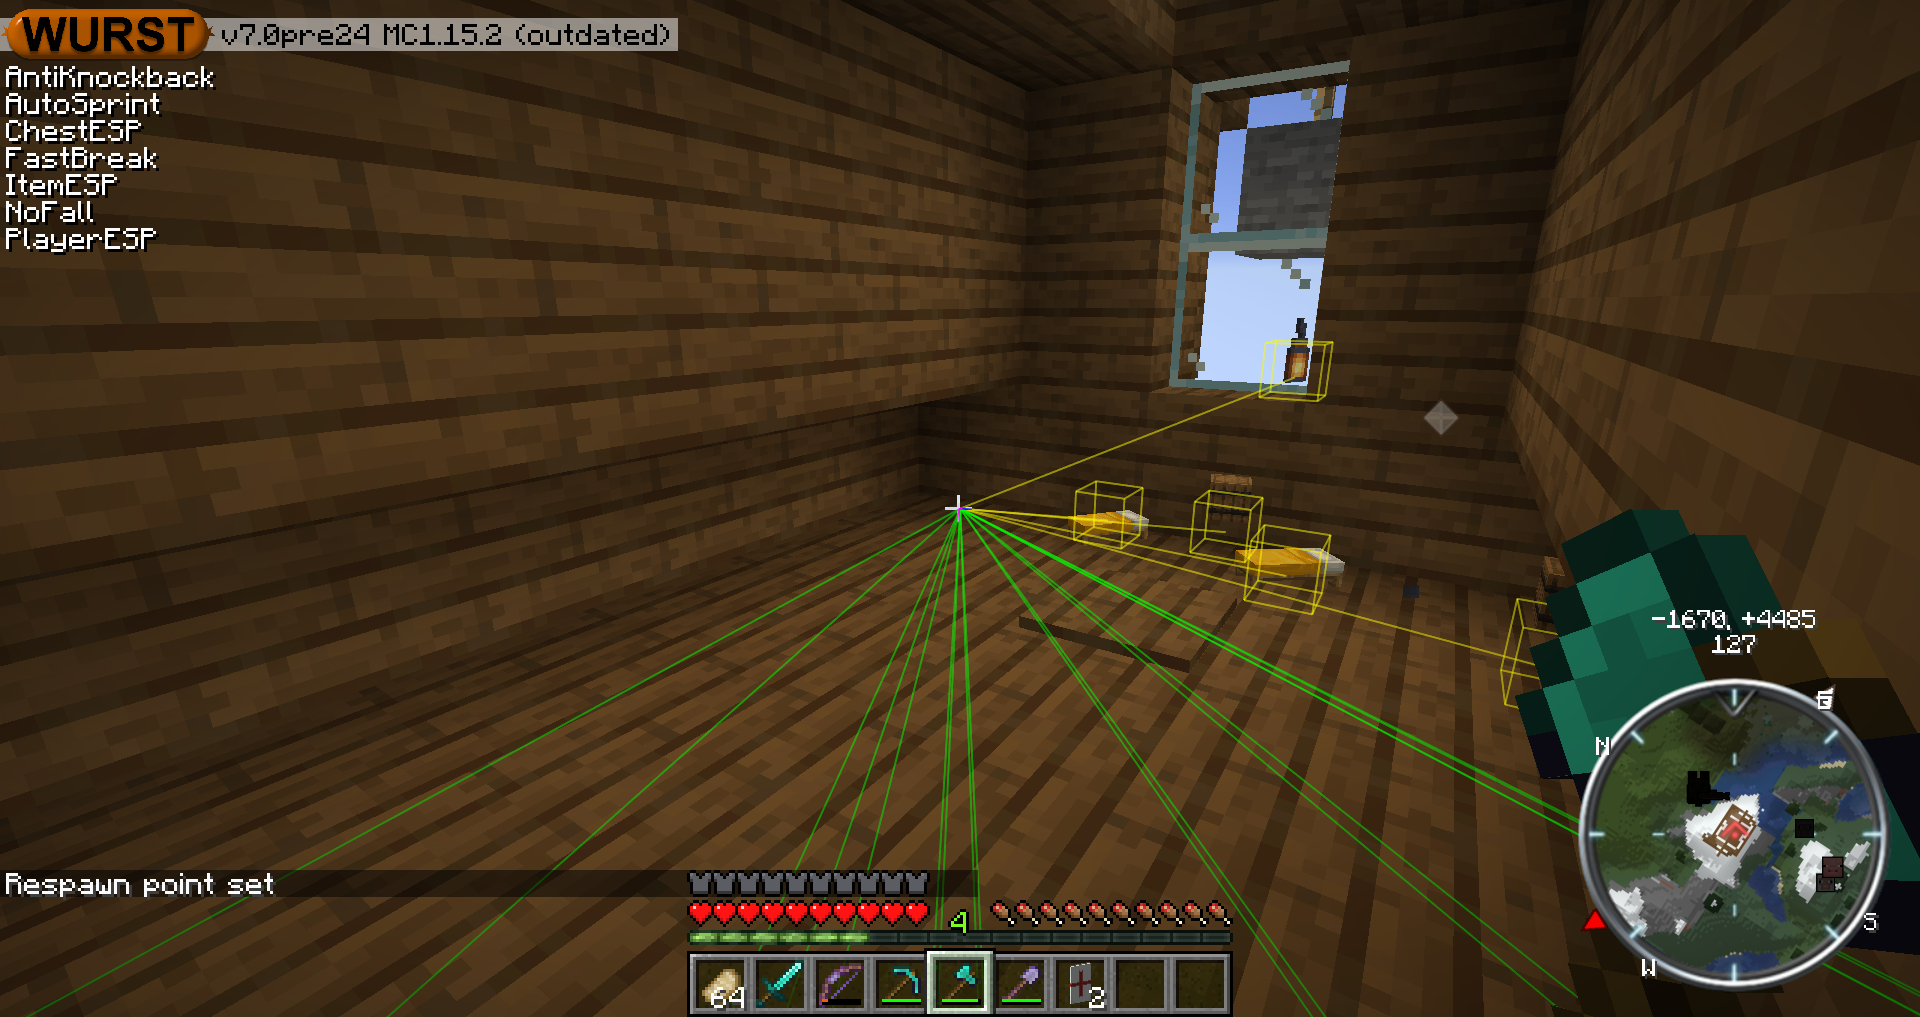 WURST v7.0pre24 MC1.15.2 (outdated)
AntiKnockback
AutoSprint
ChestESP
FastBreak
ItemESP
NoFall
PlayerESP
-1670, +4485
127
E
N
S
W
Respawn point set
4
64
2